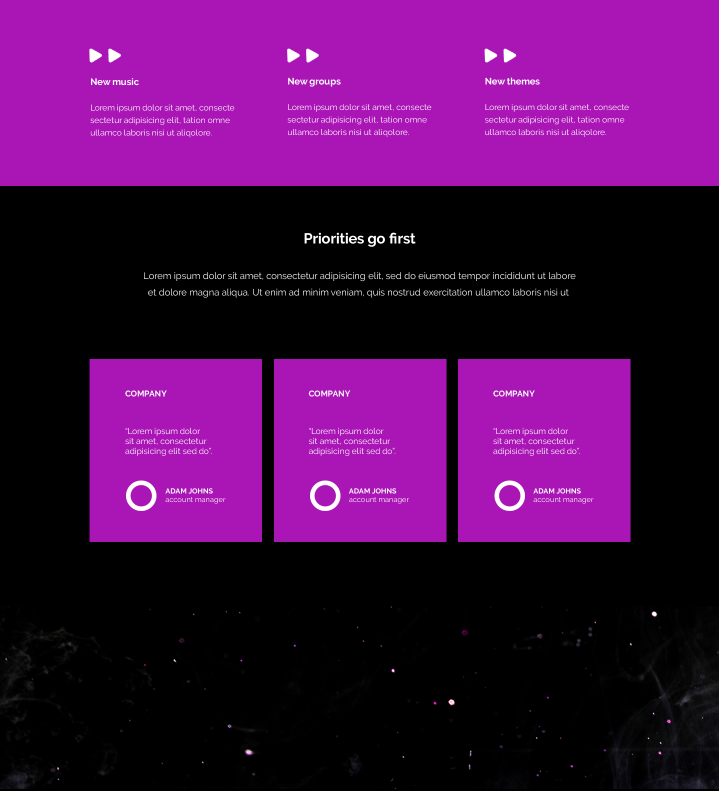 New music
Lorem ipsum dolor sit amet, consecte
sectetur adipisicing elit, tation omne
ullamco laboris nisi ut aliqolore.
New groups
Lorem ipsum dolor sit amet, consecte
sectetur adipisicing elit, tation omne
ullamco laboris nisi ut aliqolore.
New themes
Lorem ipsum dolor sit amet, consecte
sectetur adipisicing elit, tation omne
ullamco laboris nisi ut aliqolore.
Priorities go first
Lorem ipsum dolor sit amet, consectetur adipisicing elit, sed do eiusmod tempor incididunt ut labore
et dolore magna aliqua. Ut enim ad minim veniam, quis nostrud exercitation ullamco laboris nisi ut
COMPANY
"Lorem ipsum dolor
sit amet, consectetur
adipisicing elit sed do".
ADAM JOHNS
account manager
COMPANY
"Lorem ipsum dolor
sit amet, consectetur
adipisicing elit sed do".
ADAM JOHNS
account manager
COMPANY
"Lorem ipsum dolor
sit amet, consectetur
adipisicing elit sed do".
ADAM JOHNS
account manager